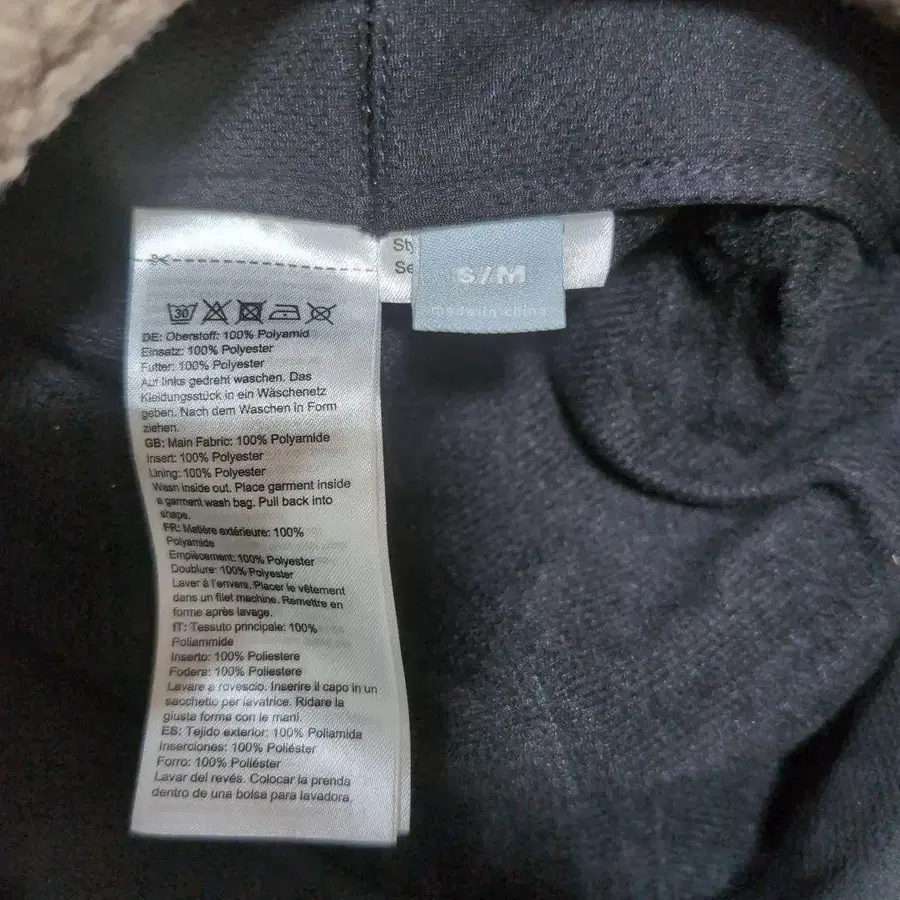 30
DE: Oberstoff: 100% Polyamid
Einsatz: 100% Polyester
Futter: 100% Polyester
Auf links gedreht waschen. Das
Kleidungsstück in ein Wäschenetz
geben. Nach dem Waschen in Form
ziehen.
GB: Main Fabric: 100% Polyamide
Insert: 100% Polyester
Lining: 100% Polyester
Wash inside out. Place garment inside
a garment wash bag. Pull back into
shape.
FR: Matière extérieure: 100%
Polyamide
Empiècement: 100% Polyester
Doublure: 100% Polyester
Laver à l'envers. Placer le vêtement
dans un filet machine. Remettre en
forme après lavage.
IT: Tessuto principale: 100%
Poliammide
Inserto: 100% Poliestere
Fodera: 100% Poliestere
Lavare a rovescio. Inserire il capo in un
sacchetto per lavatrice. Ridare la
giusta forma con le mani.
ES: Tejido exterior: 100% Poliamida
Inserciones: 100% Poliéster
Forro: 100% Poliéster
Lavar del revés. Colocar la prenda
dentro de una bolsa para lavadora.
S/M
made in china